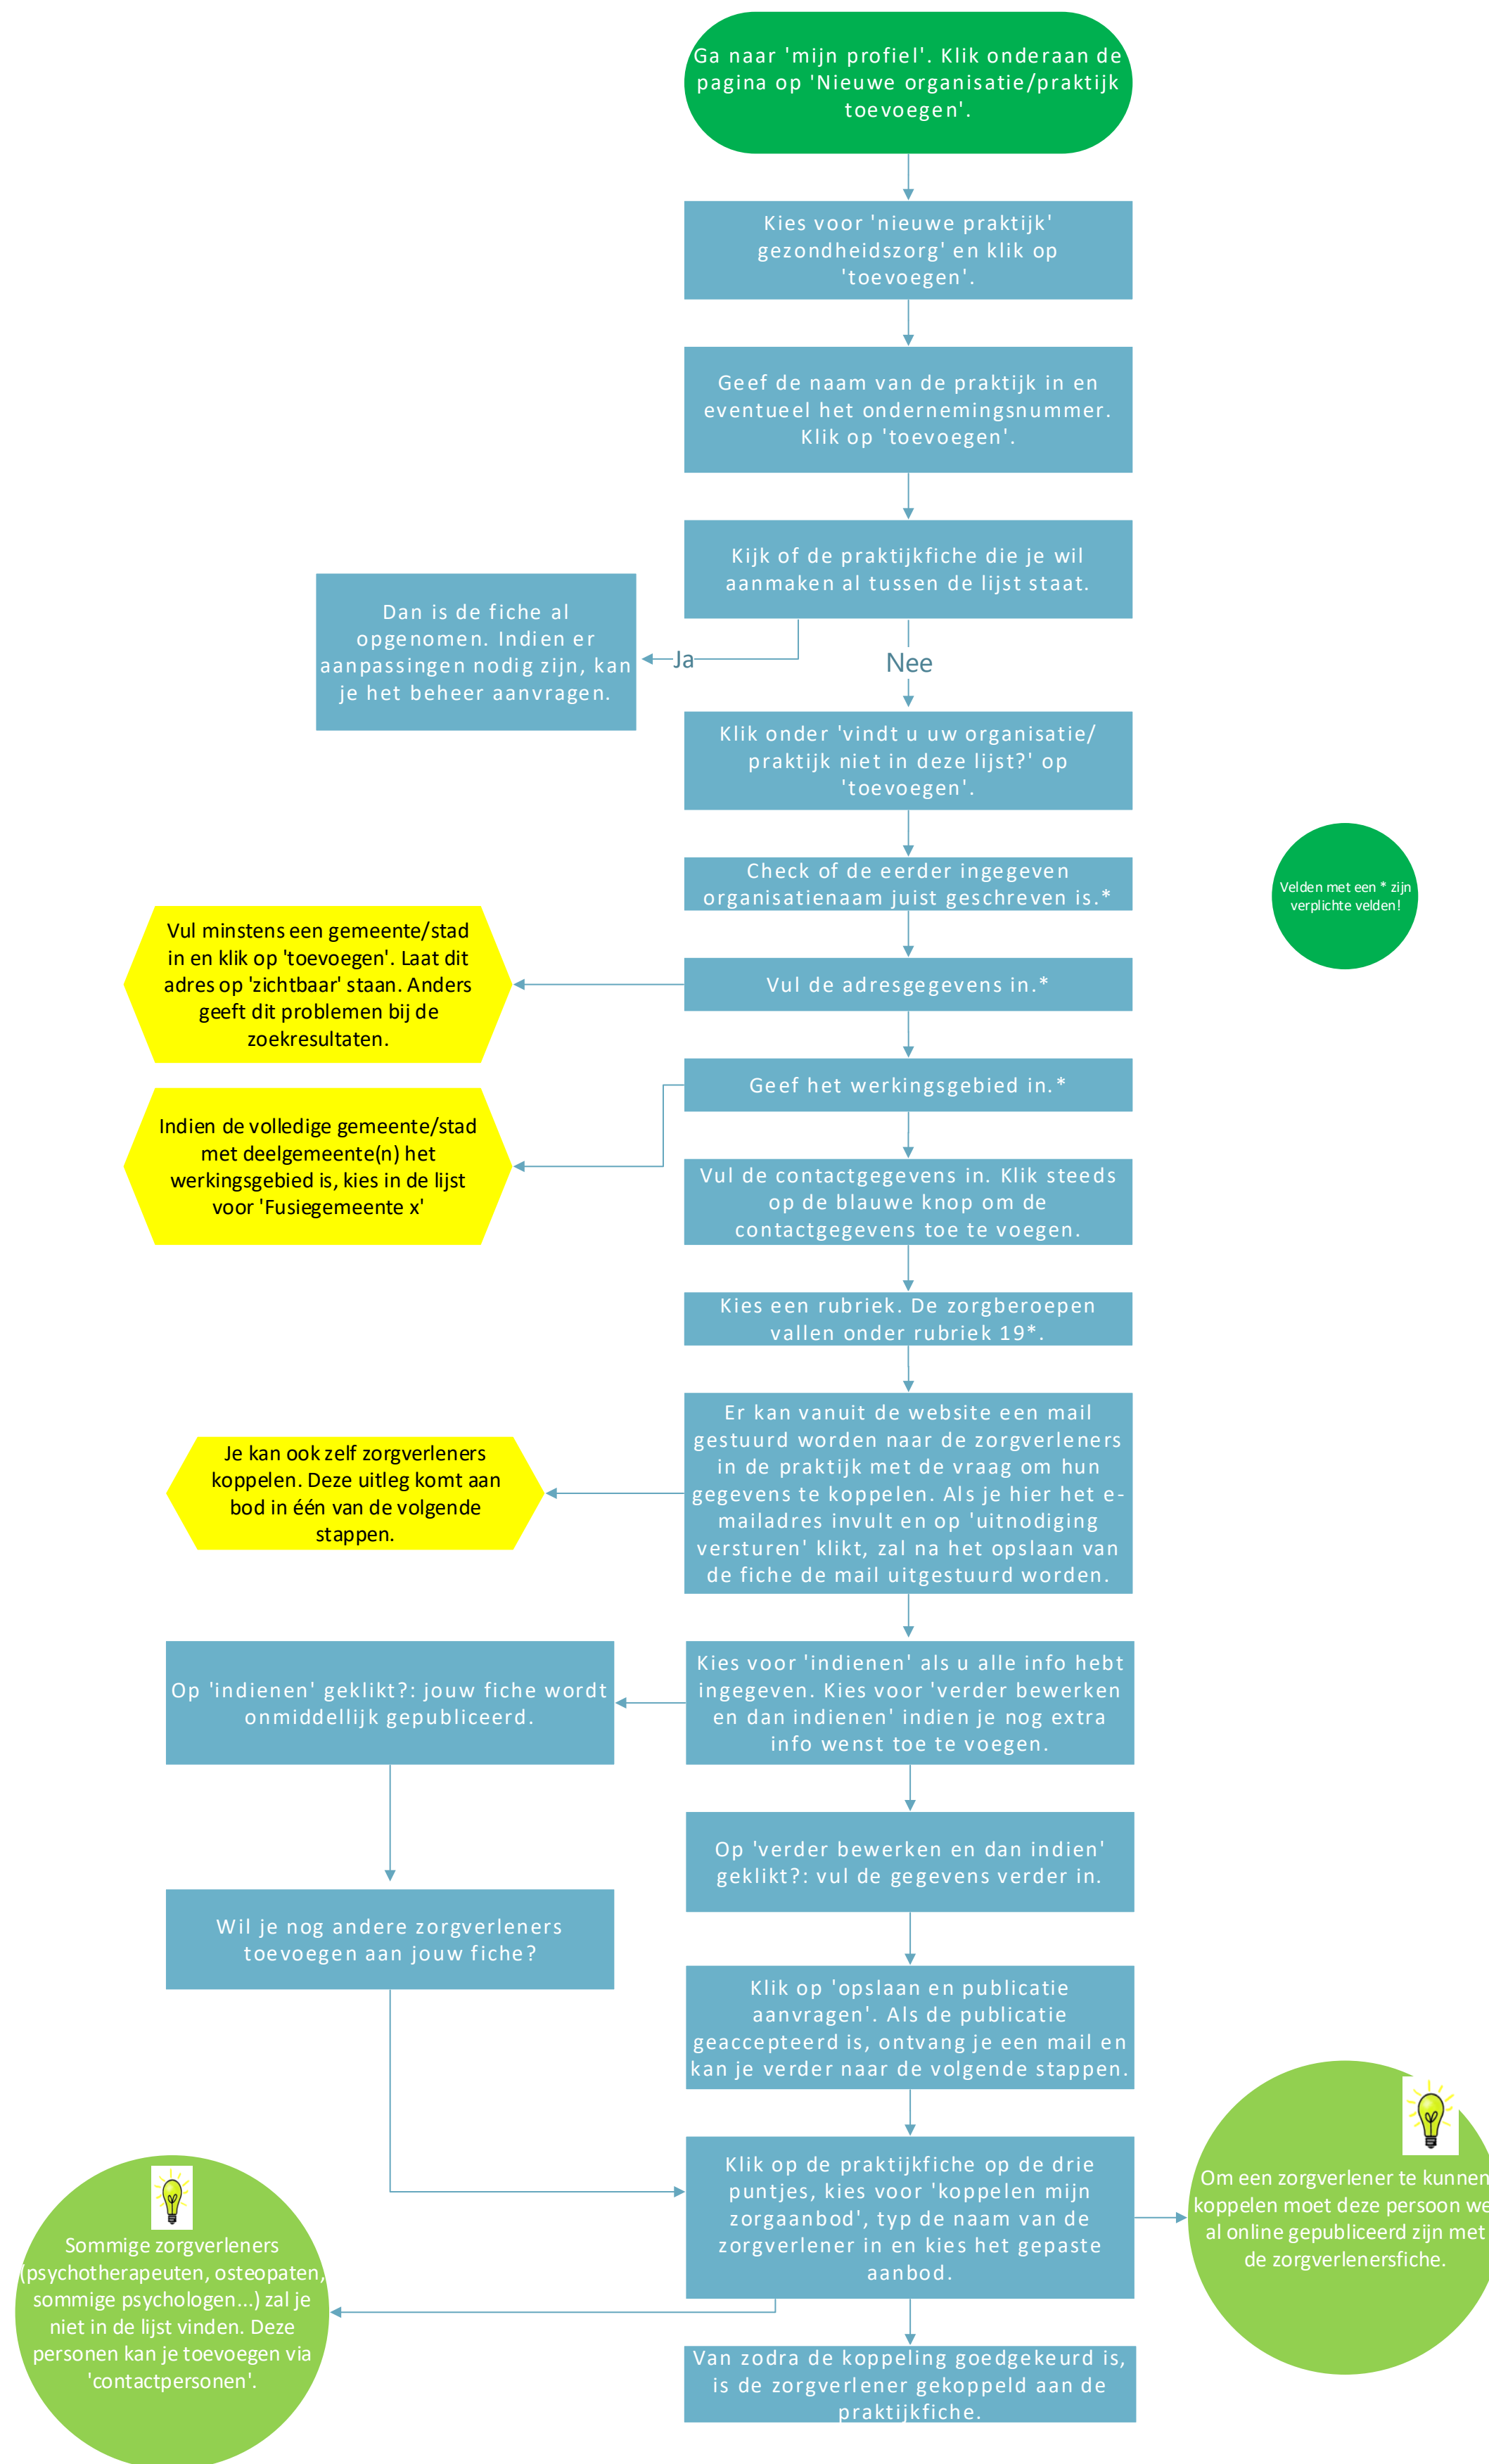 Ga naar 'mijn profiel'. Klik onderaan de
pagina op 'Nieuwe organisatie/praktijk
toevoegen'.
Kies voor 'nieuwe praktijk'
gezondheidszorg' en klik op
'toevoegen'.
Geef de naam van de praktijk in en
eventueel het ondernemingsnummer.
Klik op 'toevoegen'.
Kijk of de praktijkfiche die je wil
aanmaken al tussen de lijst staat.
Dan is de fiche al
opgenomen. Indien er
aanpassingen nodig zijn, kan
je het beheer aanvragen.
Ja
Nee
Klik onder 'vindt u uw organisatie/
praktijk niet in deze lijst?' op
'toevoegen'.
Check of de eerder ingegeven
organisatienaam juist geschreven is.*
Velden met een * zijn
verplichte velden!
Vul minstens een gemeente/stad
in en klik op 'toevoegen'. Laat dit
adres op 'zichtbaar' staan. Anders
geeft dit problemen bij de
zoekresultaten.
Vul de adresgegevens in.*
Geef het werkingsgebied in.*
Indien de volledige gemeente/stad
met deelgemeente(n) het
werkingsgebied is, kies in de lijst
voor 'Fusiegemeente x'
Vul de contactgegevens in. Klik steeds
op de blauwe knop om de
contactgegevens toe te voegen.
Kies een rubriek. De zorgberoepen
vallen onder rubriek 19*.
Er kan vanuit de website een mail
gestuurd worden naar de zorgverleners
in de praktijk met de vraag om hun
gegevens te koppelen. Als je hier het e-
mailadres invult en op 'uitnodiging
versturen' klikt, zal na het opslaan van
de fiche de mail uitgestuurd worden.
Je kan ook zelf zorgverleners
koppelen. Deze uitleg komt aan
bod in één van de volgende
stappen.
Kies voor 'indienen' als u alle info hebt
ingegeven. Kies voor 'verder bewerken
en dan indienen' indien je nog extra
info wenst toe te voegen.
Op 'indienen' geklikt?: jouw fiche wordt
onmiddellijk gepubliceerd.
Op 'verder bewerken en dan indien'
geklikt?: vul de gegevens verder in.
Wil je nog andere zorgverleners
toevoegen aan jouw fiche?
Klik op 'opslaan en publicatie
aanvragen'. Als de publicatie
geaccepteerd is, ontvang je een mail en
kan je verder naar de volgende stappen.
Klik op de praktijkfiche op de drie
puntjes, kies voor 'koppelen mijn
zorgaanbod', typ de naam van de
zorgverlener in en kies het gepaste
aanbod.
Om een zorgverlener te kunnen
koppelen moet deze persoon we
al online gepubliceerd zijn met
de zorgverlenersfiche.
Sommige zorgverleners
(psychotherapeuten, osteopaten,
sommige psychologen...) zal je
niet in de lijst vinden. Deze
personen kan je toevoegen via
'contactpersonen'.
Van zodra de koppeling goedgekeurd is,
is de zorgverlener gekoppeld aan de
praktijkfiche.